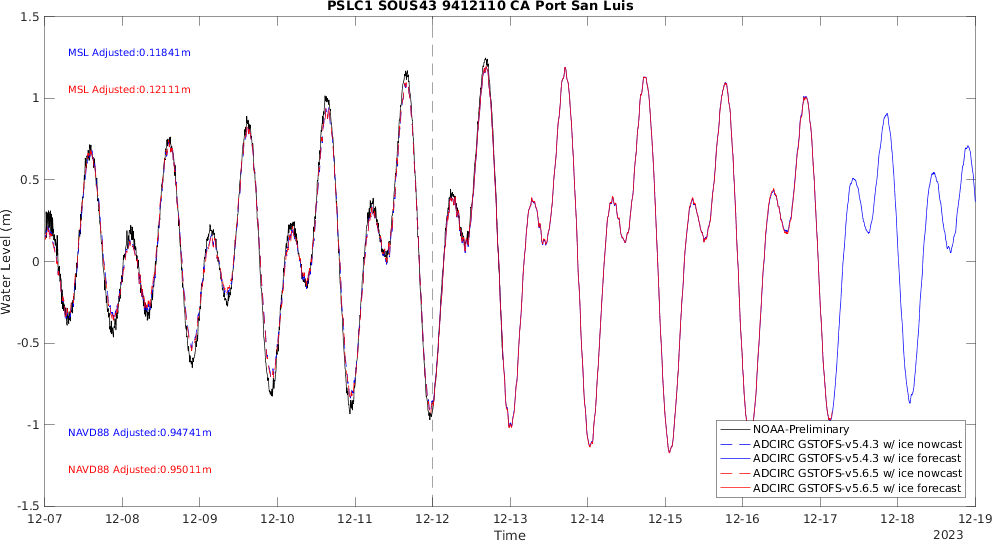 PSLC1 SOUS43 9412110 CA Port San Luis
1.5
1
0.5
0
-0.5
-1
-1.5
Water Level (m)
MSL Adjusted:0.11841m
MSL Adjusted:0.12111m
NAVD88 Adjusted:0.94741m
NAVD88 Adjusted:0.95011m
NOAA-Preliminary
ADCIRC GSTOFS-v5.4.3 w/ ice nowcast
ADCIRC GSTOFS-v5.4.3 w/ ice forecast
ADCIRC GSTOFS-v5.6.5 w/ ice nowcast
ADCIRC GSTOFS-v5.6.5 w/ ice forecast
12-07 12-08 12-09 12-10 12-11 12-12 12-13 12-14 12-15 12-16 12-17 12-18 12-19
Time
2023